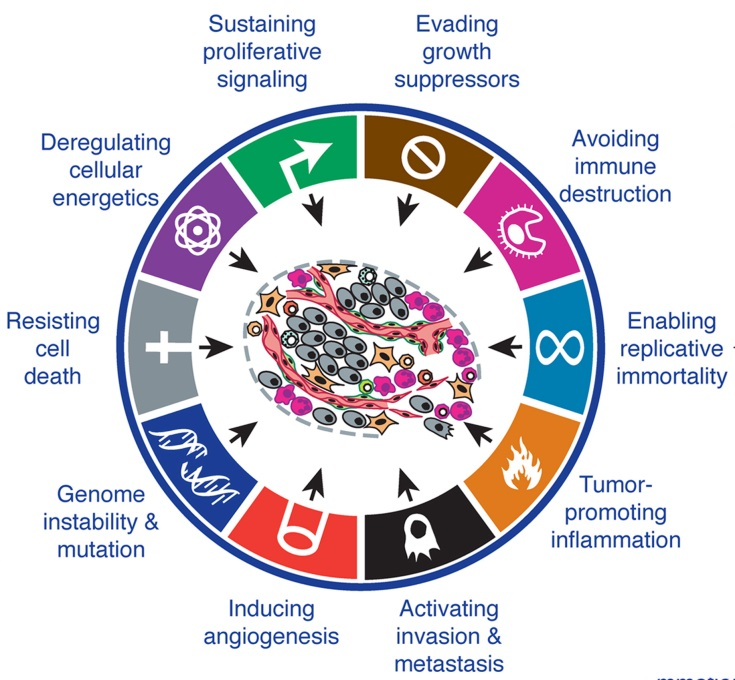 Sustaining
proliferative
signaling
Evading
growth
suppressors
Avoiding
immune
destruction
Enabling
replicative
immortality
Tumor-
promoting
inflammation
Activating
invasion &
metastasis
Inducing
angiogenesis
Genome
instability &
mutation
Resisting
cell
death
Deregulating
cellular
energetics